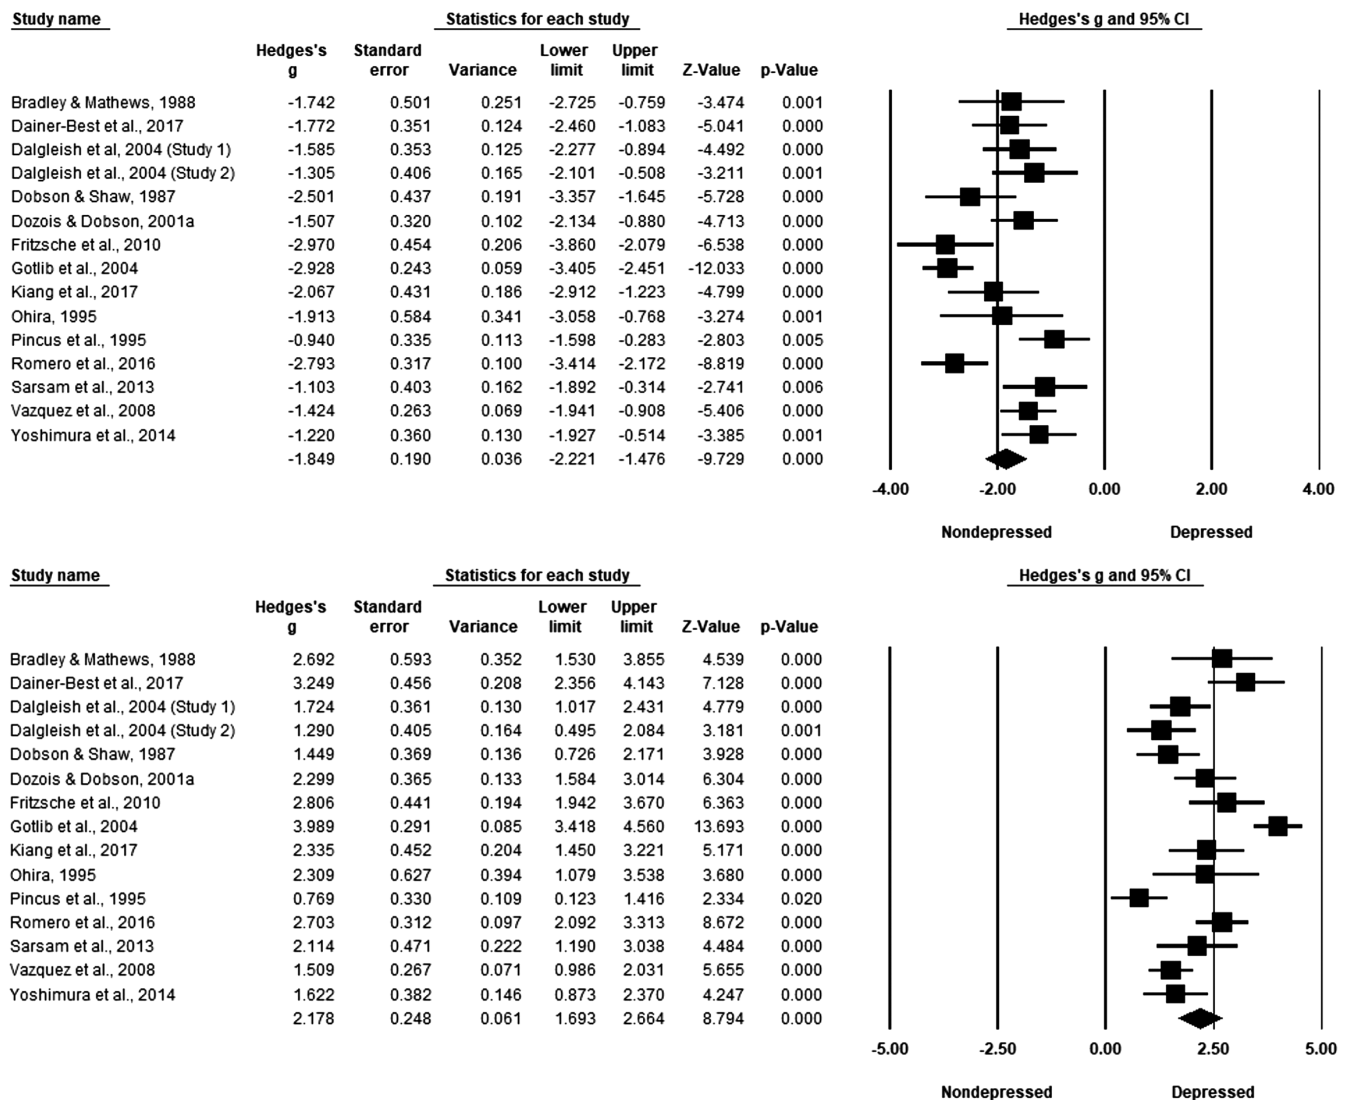 Study name Statistics for each study Hedges's g and 95% CI
Hedges's g Standard error Variance Lower limit Upper limit Z-Value p-Value
Bradley & Mathews, 1988 -1.742 0.501 0.251 -2.725 -0.759 -3.474 0.001
Dainer-Best et al., 2017 -1.772 0.351 0.124 -2.460 -1.083 -5.041 0.000
Dalgleish et al, 2004 (Study 1) -1.585 0.353 0.125 -2.277 -0.894 -4.492 0.000
Dalgleish et al., 2004 (Study 2) -1.305 0.406 0.165 -2.101 -0.508 -3.211 0.001
Dobson & Shaw, 1987 -2.501 0.437 0.191 -3.357 -1.645 -5.728 0.000
Dozois & Dobson, 2001a -1.507 0.320 0.102 -2.134 -0.880 -4.713 0.000
Fritzsche et al., 2010 -2.970 0.454 0.206 -3.860 -2.079 -6.538 0.000
Gotlib et al., 2004 -2.928 0.243 0.059 -3.405 -2.451 -12.033 0.000
Kiang et al., 2017 -2.067 0.431 0.186 -2.912 -1.223 -4.799 0.000
Ohira, 1995 -1.913 0.584 0.341 -3.058 -0.768 -3.274 0.001
Pincus et al., 1995 -0.940 0.335 0.113 -1.598 -0.283 -2.803 0.005
Romero et al., 2016 -2.793 0.317 0.100 -3.414 -2.172 -8.819 0.000
Sarsam et al., 2013 -1.103 0.403 0.162 -1.892 -0.314 -2.741 0.006
Vazquez et al., 2008 -1.424 0.263 0.069 -1.941 -0.908 -5.406 0.000
Yoshimura et al., 2014 -1.220 0.360 0.130 -1.927 -0.514 -3.385 0.001
-1.849 0.190 0.036 -2.221 -1.476 -9.729 0.000
-4.00 -2.00 0.00 2.00 4.00
Nondepressed Depressed
Study name Statistics for each study Hedges's g and 95% CI
Hedges's g Standard error Variance Lower limit Upper limit Z-Value p-Value
Bradley & Mathews, 1988 2.692 0.593 0.352 1.530 3.855 4.539 0.000
Dainer-Best et al., 2017 3.249 0.456 0.208 2.356 4.143 7.128 0.000
Dalgleish et al., 2004 (Study 1) 1.724 0.361 0.130 1.017 2.431 4.779 0.000
Dalgleish et al., 2004 (Study 2) 1.290 0.405 0.164 0.495 2.084 3.181 0.001
Dobson & Shaw, 1987 1.449 0.369 0.136 0.726 2.171 3.928 0.000
Dozois & Dobson, 2001a 2.299 0.365 0.133 1.584 3.014 6.304 0.000
Fritzsche et al., 2010 2.806 0.441 0.194 1.942 3.670 6.363 0.000
Gotlib et al., 2004 3.989 0.291 0.085 3.418 4.560 13.693 0.000
Kiang et al., 2017 2.335 0.452 0.204 1.450 3.221 5.171 0.000
Ohira, 1995 2.309 0.627 0.394 1.079 3.538 3.680 0.000
Pincus et al., 1995 0.769 0.330 0.109 0.123 1.416 2.334 0.020
Romero et al., 2016 2.703 0.312 0.097 2.092 3.313 8.672 0.000
Sarsam et al., 2013 2.114 0.471 0.222 1.190 3.038 4.484 0.000
Vazquez et al., 2008 1.509 0.267 0.071 0.986 2.031 5.655 0.000
Yoshimura et al., 2014 1.622 0.382 0.146 0.873 2.370 4.247 0.000
2.178 0.248 0.061 1.693 2.664 8.794 0.000
-5.00 -2.50 0.00 2.50 5.00
Nondepressed Depressed